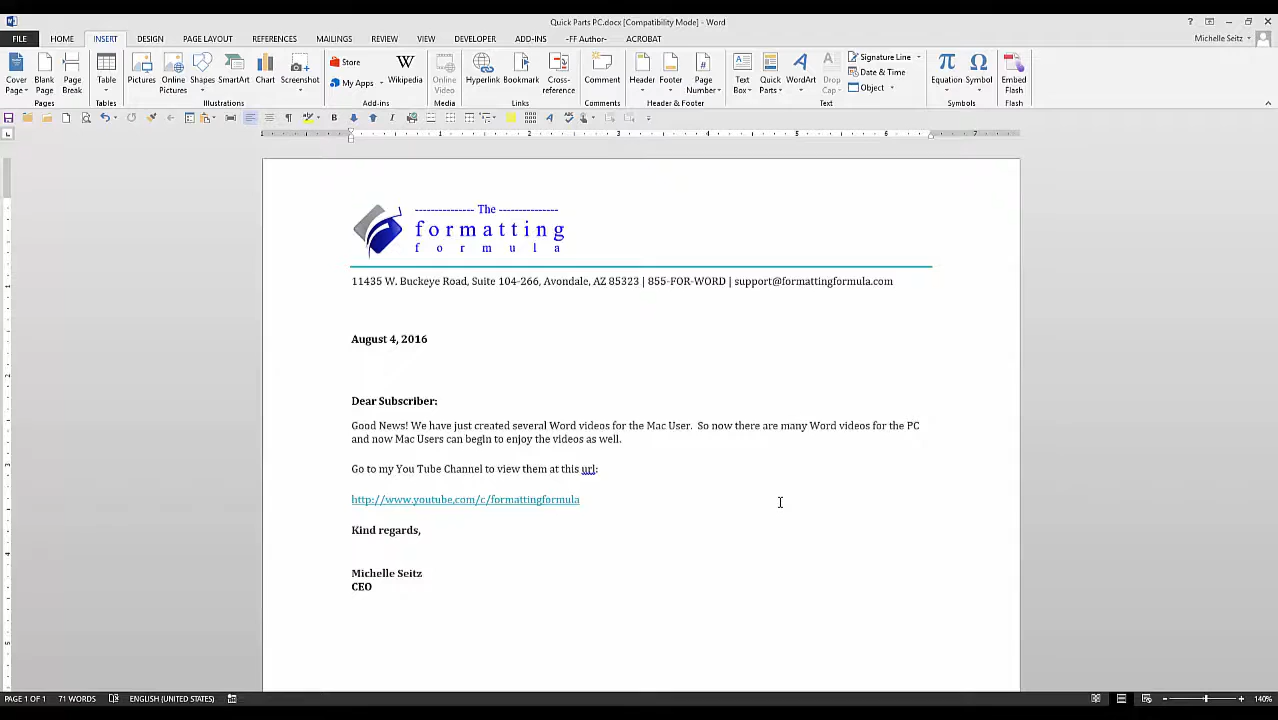 Quick Parts PC.docx [Compatibility Mode] - Word
FILE HOME INSERT DESIGN PAGE LAYOUT REFERENCES MAILINGS REVIEW VIEW DEVELOPER ADD-INS -FF Author- ACROBAT Michelle Seitz
Cover Page Blank Page Page Break Table Pictures Online Pictures Shapes SmartArt Chart Screenshot Store My Apps Wikipedia Online Video Hyperlink Bookmark Cross-reference Comment Header Footer Page Number Text Box Quick Parts WordArt Drop Cap Signature Line Date & Time Object Equation Symbol Embed Flash
Pages Tables Illustrations Add-ins Media Links Comments Header & Footer Text Symbols Flash
1 2 3 4 5 6 7
The
formatting
formula
11435 W. Buckeye Road, Suite 104-266, Avondale, AZ 85323 | 855-FOR-WORD | support@formattingformula.com
August 4, 2016
Dear Subscriber:
Good News! We have just created several Word videos for the Mac User. So now there are many Word videos for the PC
and now Mac Users can begin to enjoy the videos as well.
Go to my You Tube Channel to view them at this url:
http://www.youtube.com/c/formattingformula
Kind regards,
Michelle Seitz
CEO
PAGE 1 OF 1 71 WORDS ENGLISH (UNITED STATES) 140%